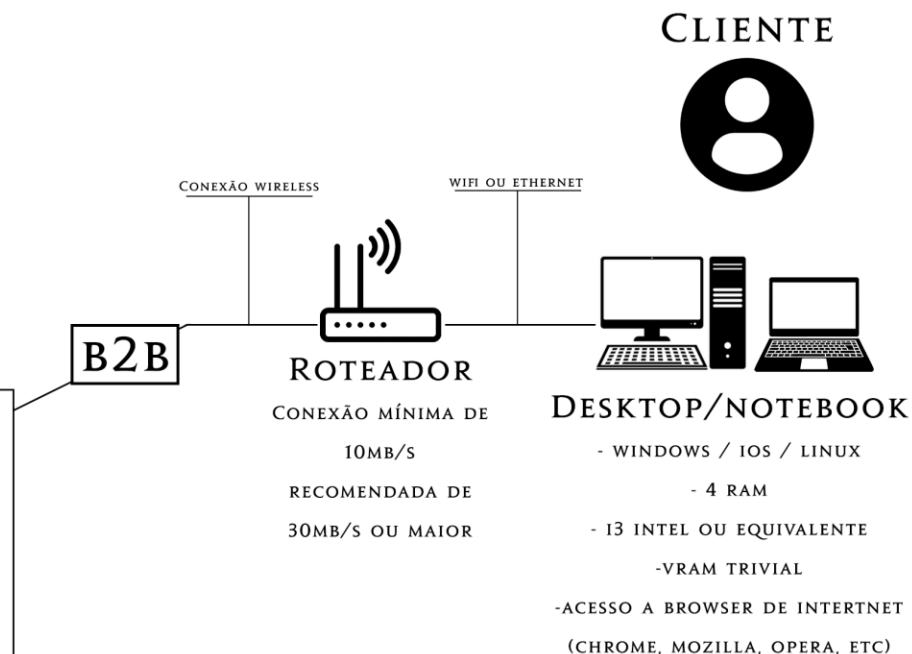 Cliente
Conexão wireless
wifi ou ethernet
B2B
Roteador
Conexão mínima de
10mb/s
recomendada de
30mb/s ou maior
Desktop/notebook
- windows / ios / linux
- 4 ram
- i3 intel ou equivalente
-vram trivial
-acesso a browser de intertnet
(chrome, mozilla, opera, etc)